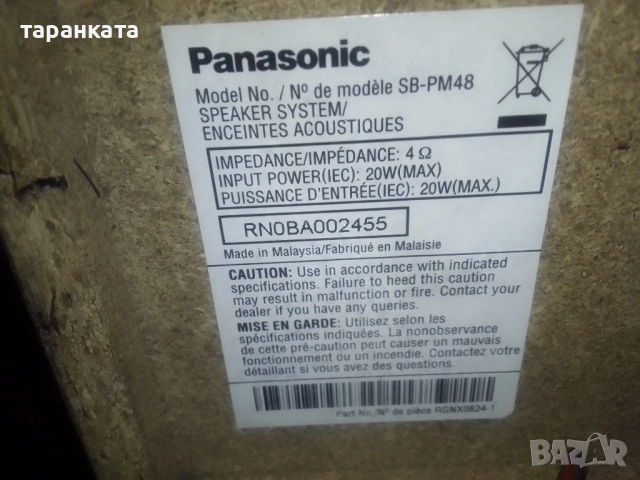 таранката
Panasonic
Model No. / Nº de modèle SB-PM48
SPEAKER SYSTEM/
ENCEINTES ACOUSTIQUES
IMPEDANCE/IMPÉDANCE: 4 Ω
INPUT POWER(IEC): 20W(MAX)
PUISSANCE D'ENTRÉE(IEC): 20W(MAX.)
RN0BA002455
Made in Malaysia/Fabriqué en Malaisie
CAUTION: Use in accordance with indicated
specifications. Failure to heed this caution
may result in malfunction or fire. Contact your
dealer if you have any queries.
MISE EN GARDE: Utilisez selon les
spécifications indiquées. La nonobservance
de cette pré-caution peut causer un mauvais
fonctionnement ou un incendie. Contactez votre
détaillant si vous avez des questions.
Part No./Nº de pièce RGNX0824-1
BAZAR